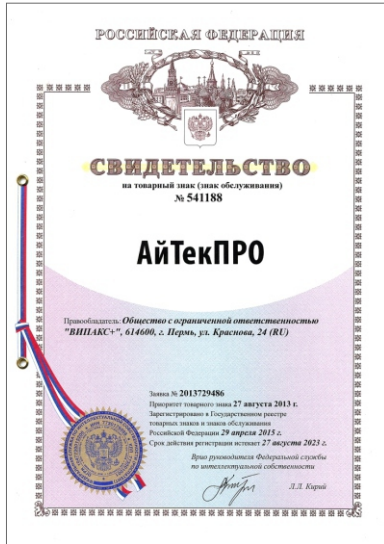 РОССИЙСКАЯ ФЕДЕРАЦИЯ
СВИДЕТЕЛЬСТВО
на товарный знак (знак обслуживания)
№ 541188
АйТекПРО
Правообладатель: Общество с ограниченной ответственностью
"ВИПАКС+", 614600, г. Пермь, ул. Краснова, 24 (RU)
Заявка № 2013729486
Приоритет товарного знака 27 августа 2013 г.
Зарегистрировано в Государственном реестре
товарных знаков и знаков обслуживания
Российской Федерации 29 апреля 2015 г.
Срок действия регистрации истекает 27 августа 2023 г.
Врио руководителя Федеральной службы
по интеллектуальной собственности
Л.Л. Кирий